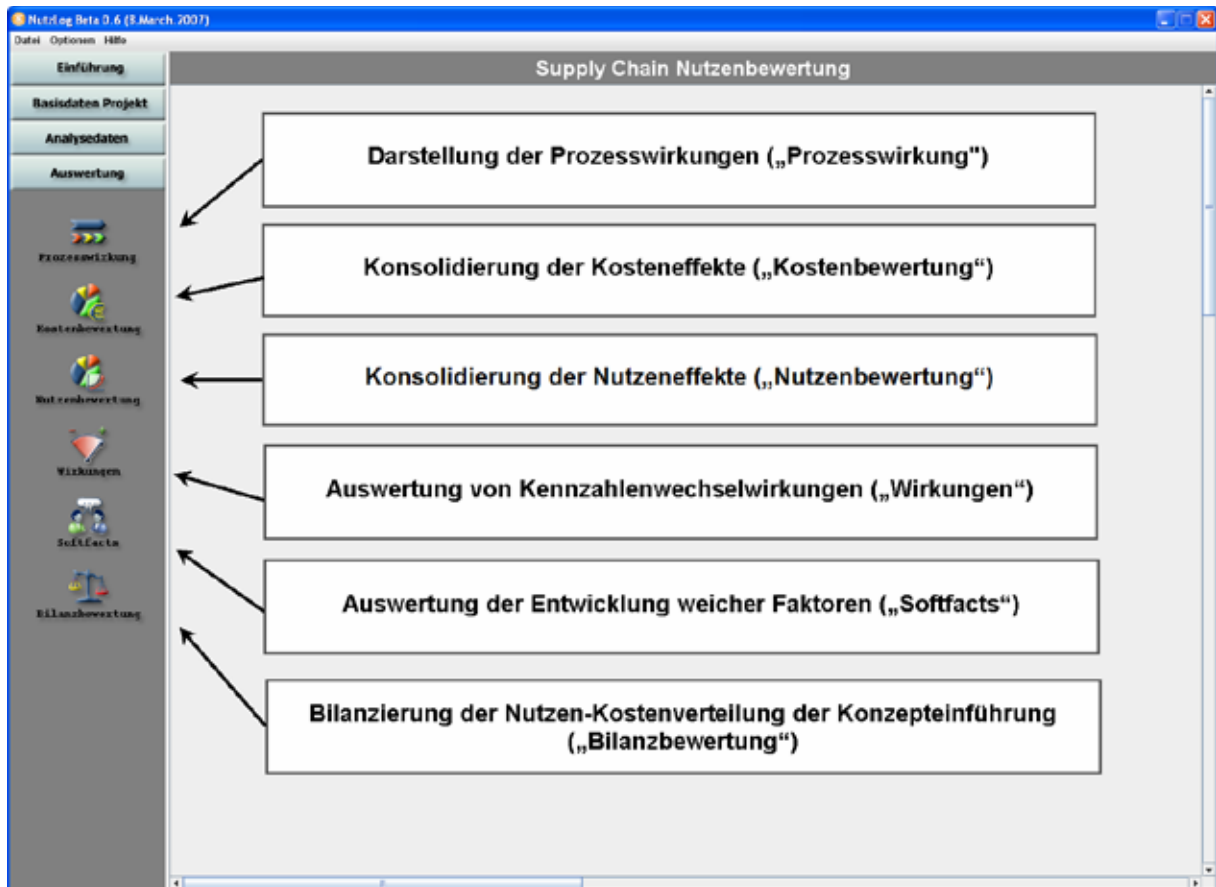 NutzLog Beta 0.6 (8.March.2007)
Datei Optionen Hilfe
Einführung
Basisdaten Projekt
Analysedaten
Auswertung
Prozesswirkung
Kostenbewertung
Nutzenbewertung
Wirkungen
Softfacts
Bilanzbewertung
Supply Chain Nutzenbewertung
Darstellung der Prozesswirkungen („Prozesswirkung")
Konsolidierung der Kosteneffekte („Kostenbewertung“)
Konsolidierung der Nutzeneffekte („Nutzenbewertung“)
Auswertung von Kennzahlenwechselwirkungen („Wirkungen“)
Auswertung der Entwicklung weicher Faktoren („Softfacts“)
Bilanzierung der Nutzen-Kostenverteilung der Konzepteinführung
(„Bilanzbewertung“)